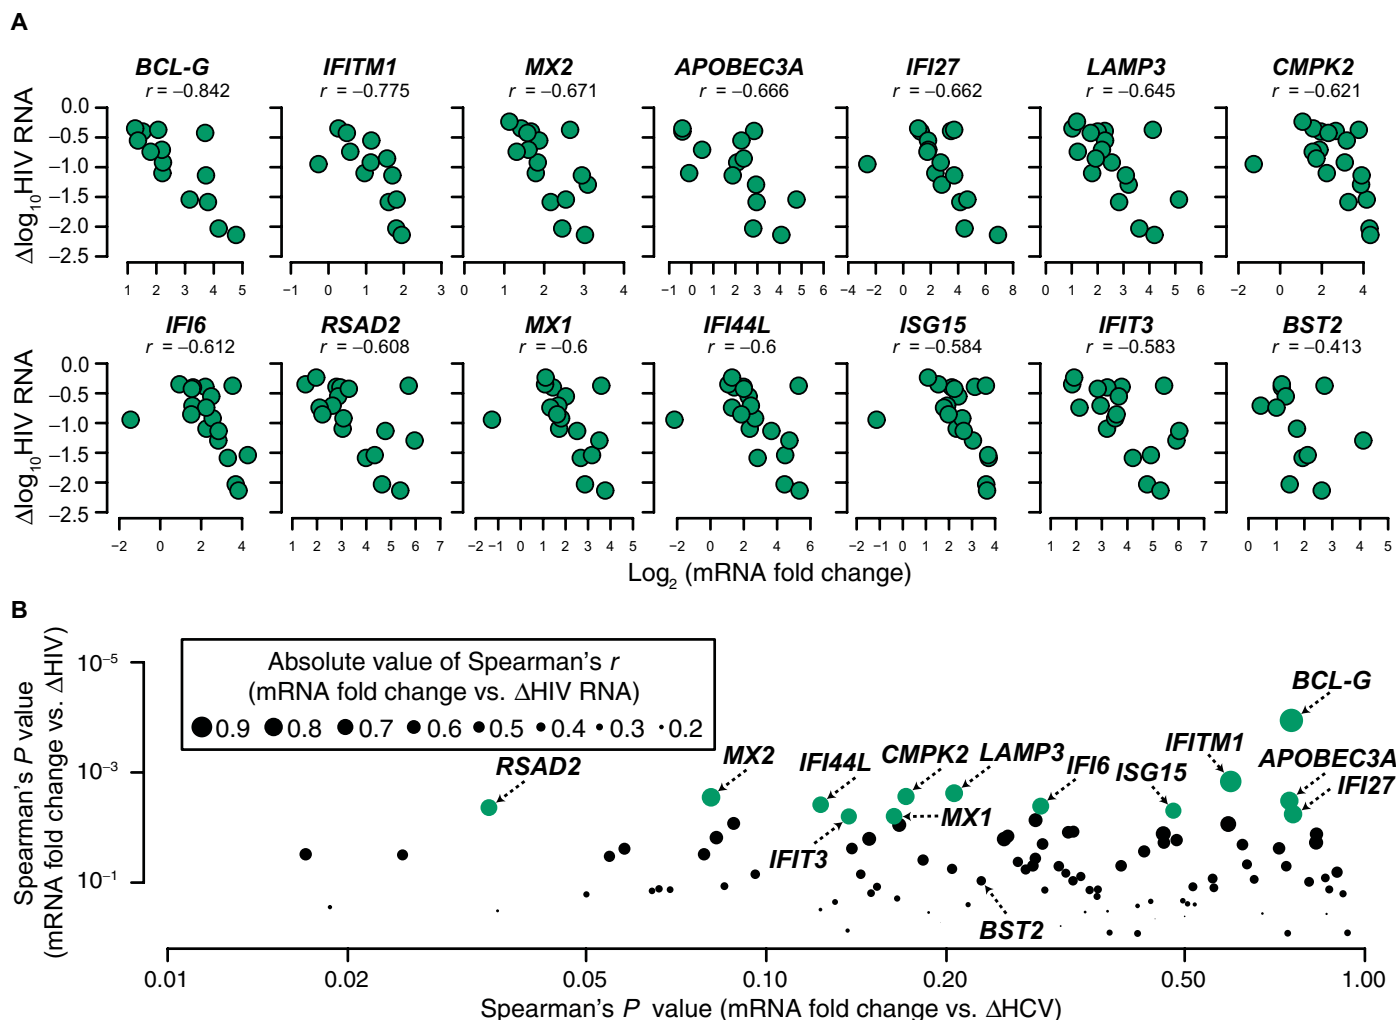 A
BCL-G IFITM1 MX2 APOBEC3A IFI27 LAMP3 CMPK2
r = −0.842 r = −0.775 r = −0.671 r = −0.666 r = −0.662 r = −0.645 r = −0.621
Δlog10HIV RNA
0.0
−0.5
−1.0
−1.5
−2.0
−2.5
1 2 3 4 5 −1 0 1 2 3 0 1 2 3 4 0 1 2 3 4 5 6 −4 −2 0 2 4 6 8 0 1 2 3 4 5 6 −2 0 2 4
IFI6 RSAD2 MX1 IFI44L ISG15 IFIT3 BST2
r = −0.612 r = −0.608 r = −0.6 r = −0.6 r = −0.584 r = −0.583 r = −0.413
Δlog10HIV RNA
0.0
−0.5
−1.0
−1.5
−2.0
−2.5
−2 0 2 4 1 2 3 4 5 6 7 −2 −1 0 1 2 3 4 5 −2 0 2 4 6 −2 −1 0 1 2 3 4 1 2 3 4 5 6 7 0 1 2 3 4 5
Log2 (mRNA fold change)
B
Spearman's P value
(mRNA fold change vs. ΔHIV)
10−5
10−3
10−1
Absolute value of Spearman's r
(mRNA fold change vs. ΔHIV RNA)
0.9 0.8 0.7 0.6 0.5 0.4 0.3 0.2
BCL-G
RSAD2 MX2 IFI44L CMPK2 LAMP3 IFI6 ISG15 IFITM1 APOBEC3A
IFI27
IFIT3 MX1
BST2
0.01 0.02 0.05 0.10 0.20 0.50 1.00
Spearman's P value (mRNA fold change vs. ΔHCV)